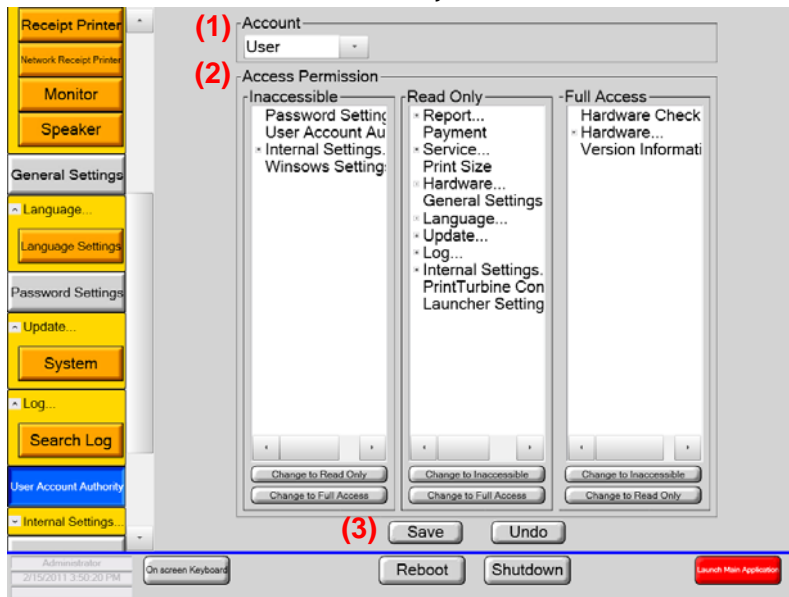 Receipt Printer
Network Receipt Printer
Monitor
Speaker
General Settings
Language...
Language Settings
Password Settings
Update...
System
Log...
Search Log
User Account Authority
Internal Settings...
(1)
Account
User
(2)
Access Permission
Inaccessible
Password Setting
User Account Au
Internal Settings.
Winsows Setting
Change to Read Only
Change to Full Access
Read Only
Report...
Payment
Service...
Print Size
Hardware...
General Settings
Language...
Update...
Log...
Internal Settings.
PrintTurbine Con
Launcher Setting
Change to Inaccessible
Change to Full Access
Full Access
Hardware Check
Hardware...
Version Informati
Change to Inaccessible
Change to Read Only
(3)
Save
Undo
Administrator
2/15/2011 3:50:20 PM
On screen Keyboard
Reboot
Shutdown
Launch Main Application